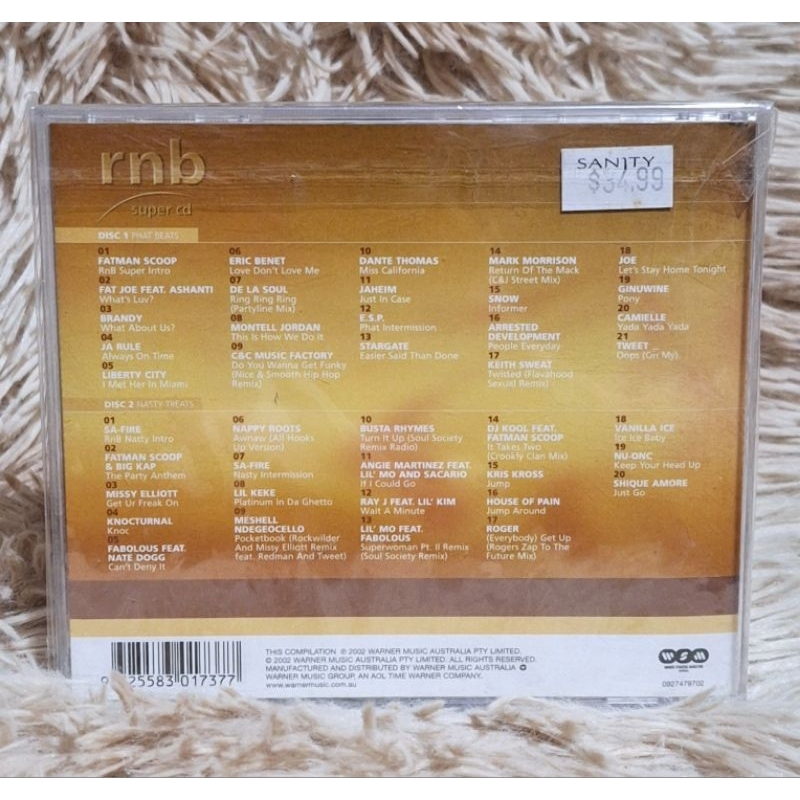 rnb
super cd
SANITY
$34.99
DISC 1 PHAT BEATS
01
FATMAN SCOOP
RnB Super Intro
02
FAT JOE FEAT. ASHANTI
What's Luv?
03
BRANDY
What About Us?
04
JA RULE
Always On Time
05
LIBERTY CITY
I Met Her In Miami
06
ERIC BENET
Love Don't Love Me
07
DE LA SOUL
Ring Ring Ring
(Partyline Mix)
08
MONTELL JORDAN
This Is How We Do it
09
C&C MUSIC FACTORY
Do You Wanna Get Funky
(Nice & Smooth Hip Hop
Remix)
10
DANTE THOMAS
Miss California
11
JAHEIM
Just In Case
12
E.S.P.
Phat Intermission
13
STARGATE
Easier Said Than Done
14
MARK MORRISON
Return Of The Mack
(C&J Street Mix)
15
SNOW
Informer
16
ARRESTED
DEVELOPMENT
People Everyday
17
KEITH SWEAT
Twisted (Flavahood
Sexual Remix)
18
JOE
Let's Stay Home Tonight
19
GINUWINE
Pony
20
CAMIELLE
Yada Yada Yada
21
TWEET
Oops (Oh My)
DISC 2 NASTY TREATS
01
SA-FIRE
RnB Nasty Intro
02
FATMAN SCOOP
& BIG KAP
The Party Anthem
03
MISSY ELLIOTT
Get Ur Freak On
04
KNOCTURNAL
Knoc
05
FABOLOUS FEAT.
NATE DOGG
Can't Deny It
06
NAPPY ROOTS
Awnaw (All Hooks
Up Version)
07
SA-FIRE
Nasty Intermission
08
LIL KEKE
Platinum In Da Ghetto
09
MESHELL
NDEGEOCELLO
Pocketbook (Rockwilder
And Missy Elliott Remix
feat. Redman And Tweet)
10
BUSTA RHYMES
Turn It Up (Soul Society
Remix Radio)
11
ANGIE MARTINEZ FEAT.
LIL' MO AND SACARIO
If I Could Go
12
RAY J FEAT. LIL' KIM
Wait A Minute
13
LIL' MO FEAT.
FABOLOUS
Superwoman Pt. II Remix
(Soul Society Remix)
14
DJ KOOL FEAT.
FATMAN SCOOP
It Takes Two
(Crookly Clan Mix)
15
KRIS KROSS
Jump
16
HOUSE OF PAIN
Jump Around
17
ROGER
(Everybody) Get Up
(Rogers Zap To The
Future Mix)
18
VANILLA ICE
Ice Ice Baby
19
NU-ONC
Keep Your Head Up
20
SHIQUE AMORE
Just Go
9 325583 017377
THIS COMPILATION ℗ 2002 WARNER MUSIC AUSTRALIA PTY LIMITED.
© 2002 WARNER MUSIC AUSTRALIA PTY LIMITED. ALL RIGHTS RESERVED.
MANUFACTURED AND DISTRIBUTED BY WARNER MUSIC AUSTRALIA
WARNER MUSIC GROUP, AN AOL TIME WARNER COMPANY.
www.warnermusic.com.au
WSM
0927479702